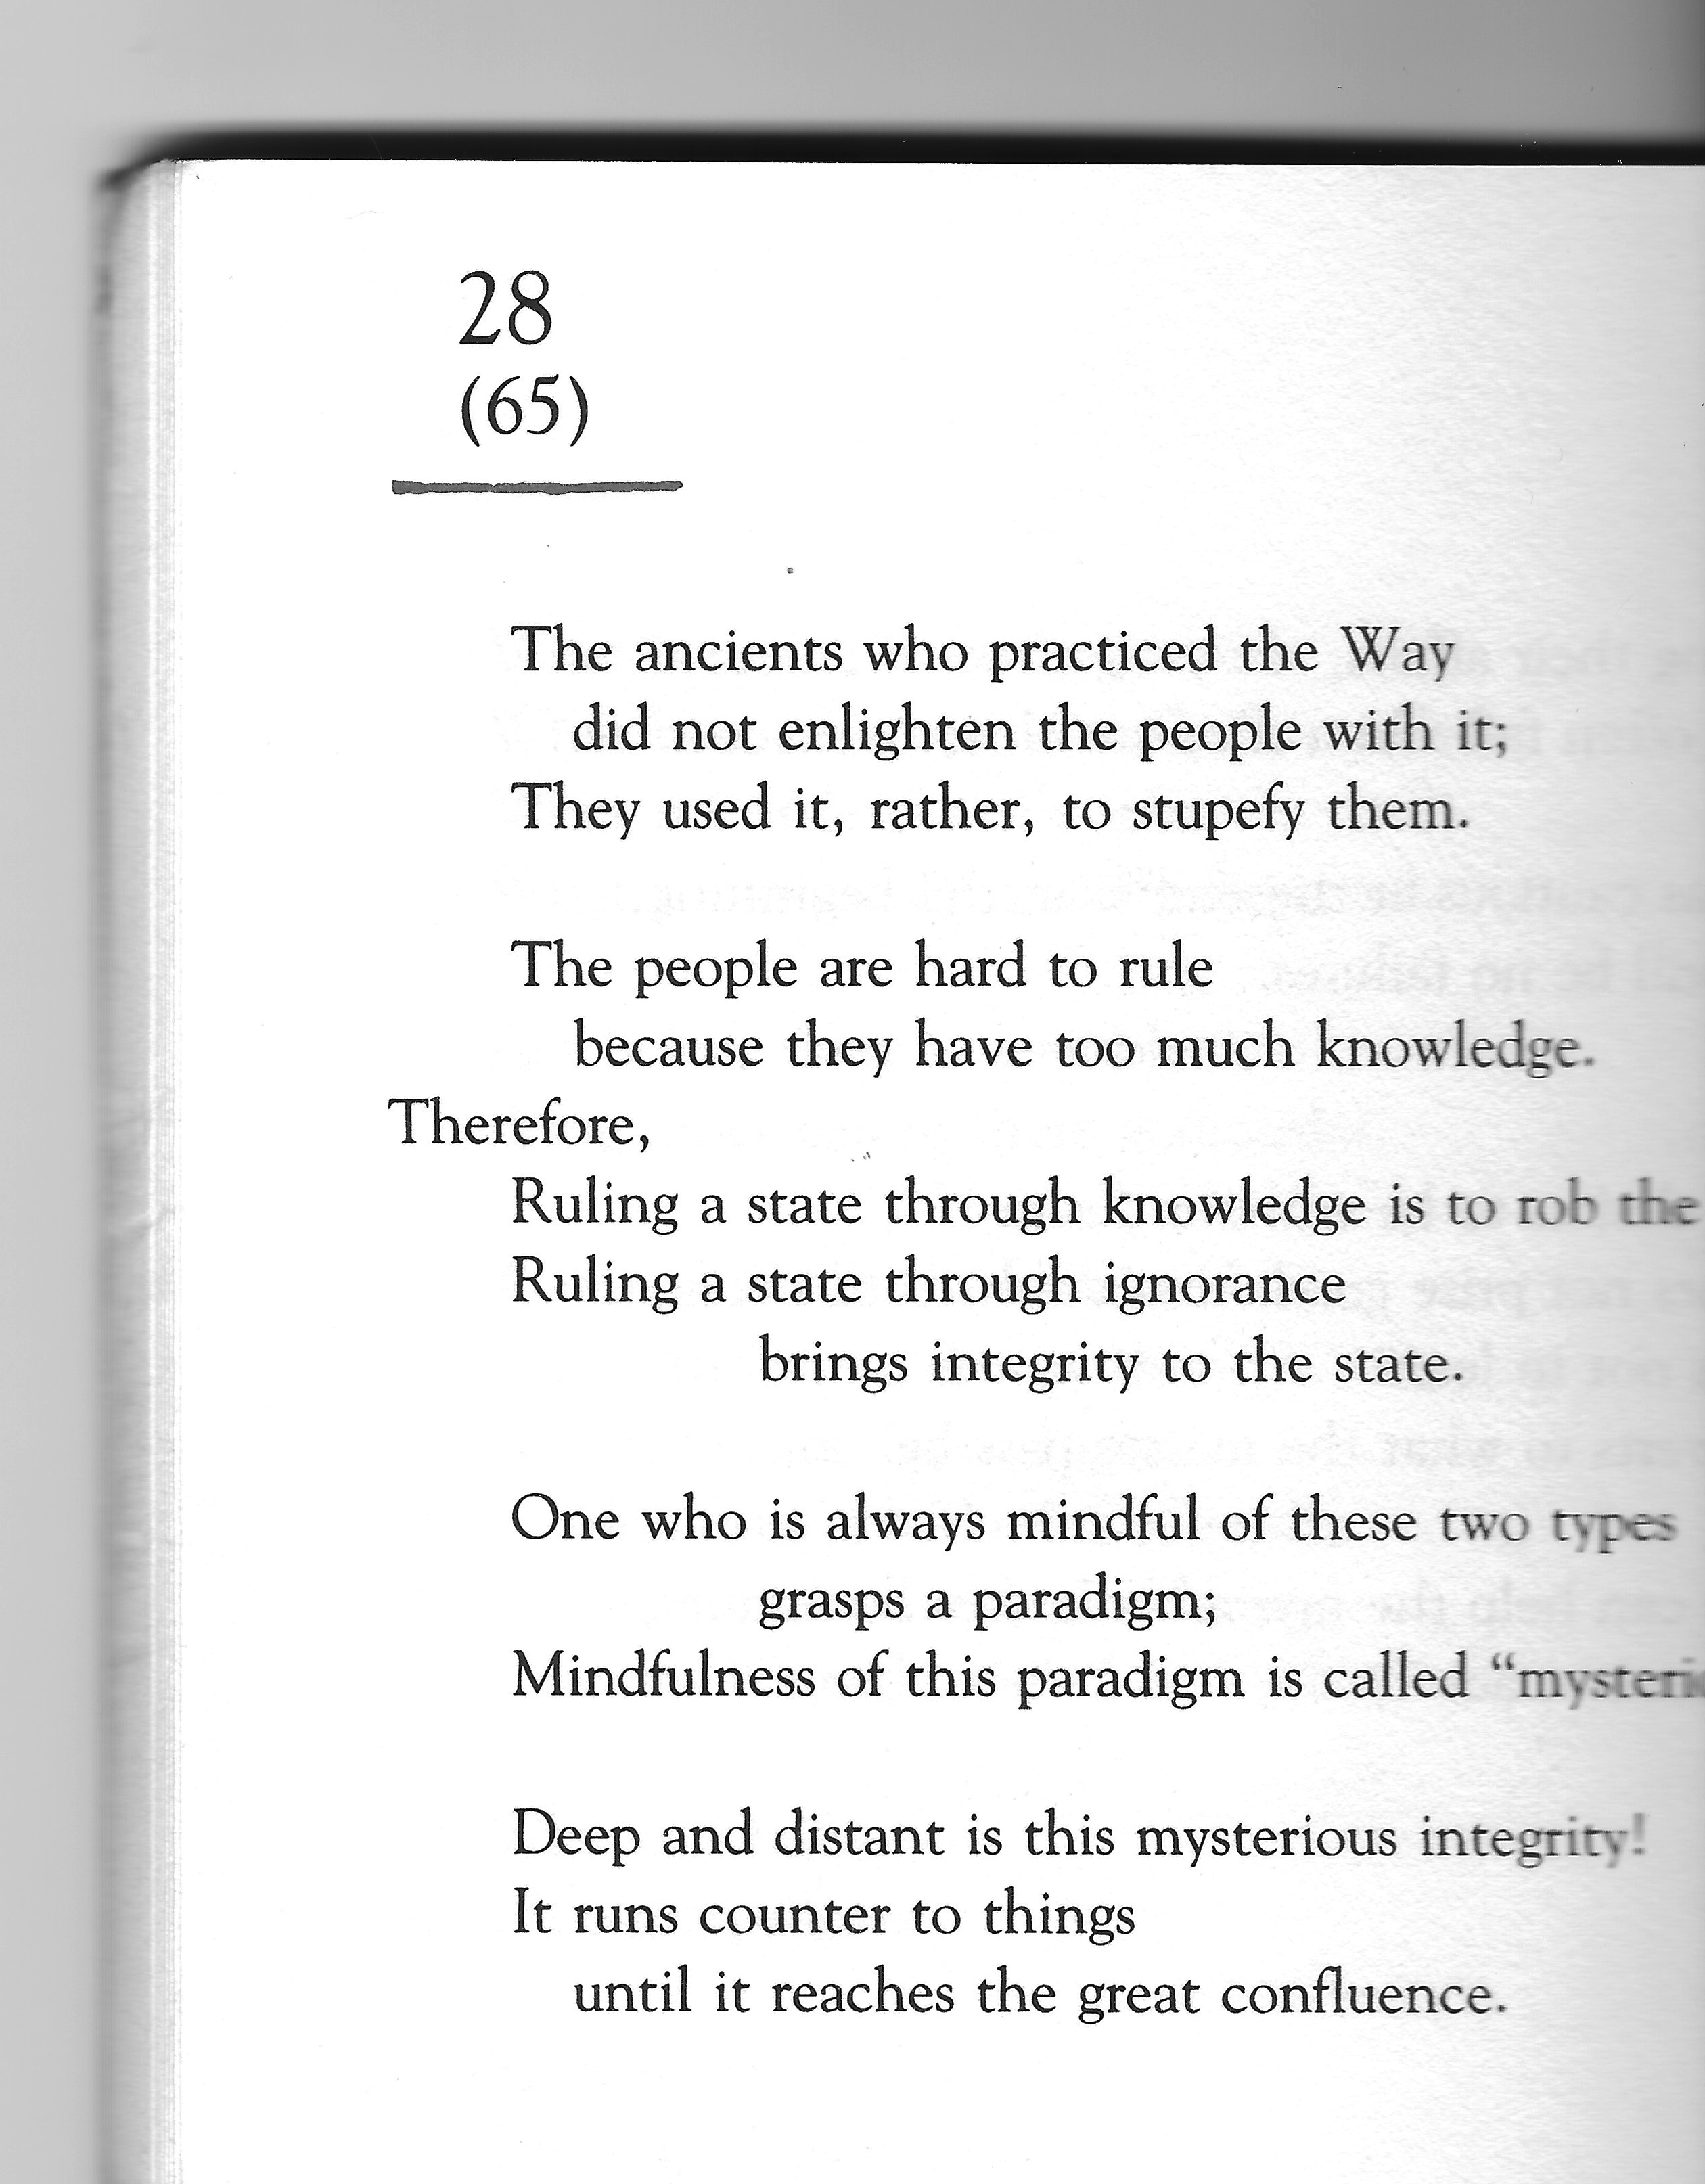 28
(65)
The ancients who practiced the Way
did not enlighten the people with it;
They used it, rather, to stupefy them.
The people are hard to rule
because they have too much knowledge.
Therefore,
Ruling a state through knowledge is to rob the
Ruling a state through ignorance
brings integrity to the state.
One who is always mindful of these two types
grasps a paradigm;
Mindfulness of this paradigm is called
Deep and distant is this mysterious integrity!
It runs counter to things
until it reaches the great confluence.